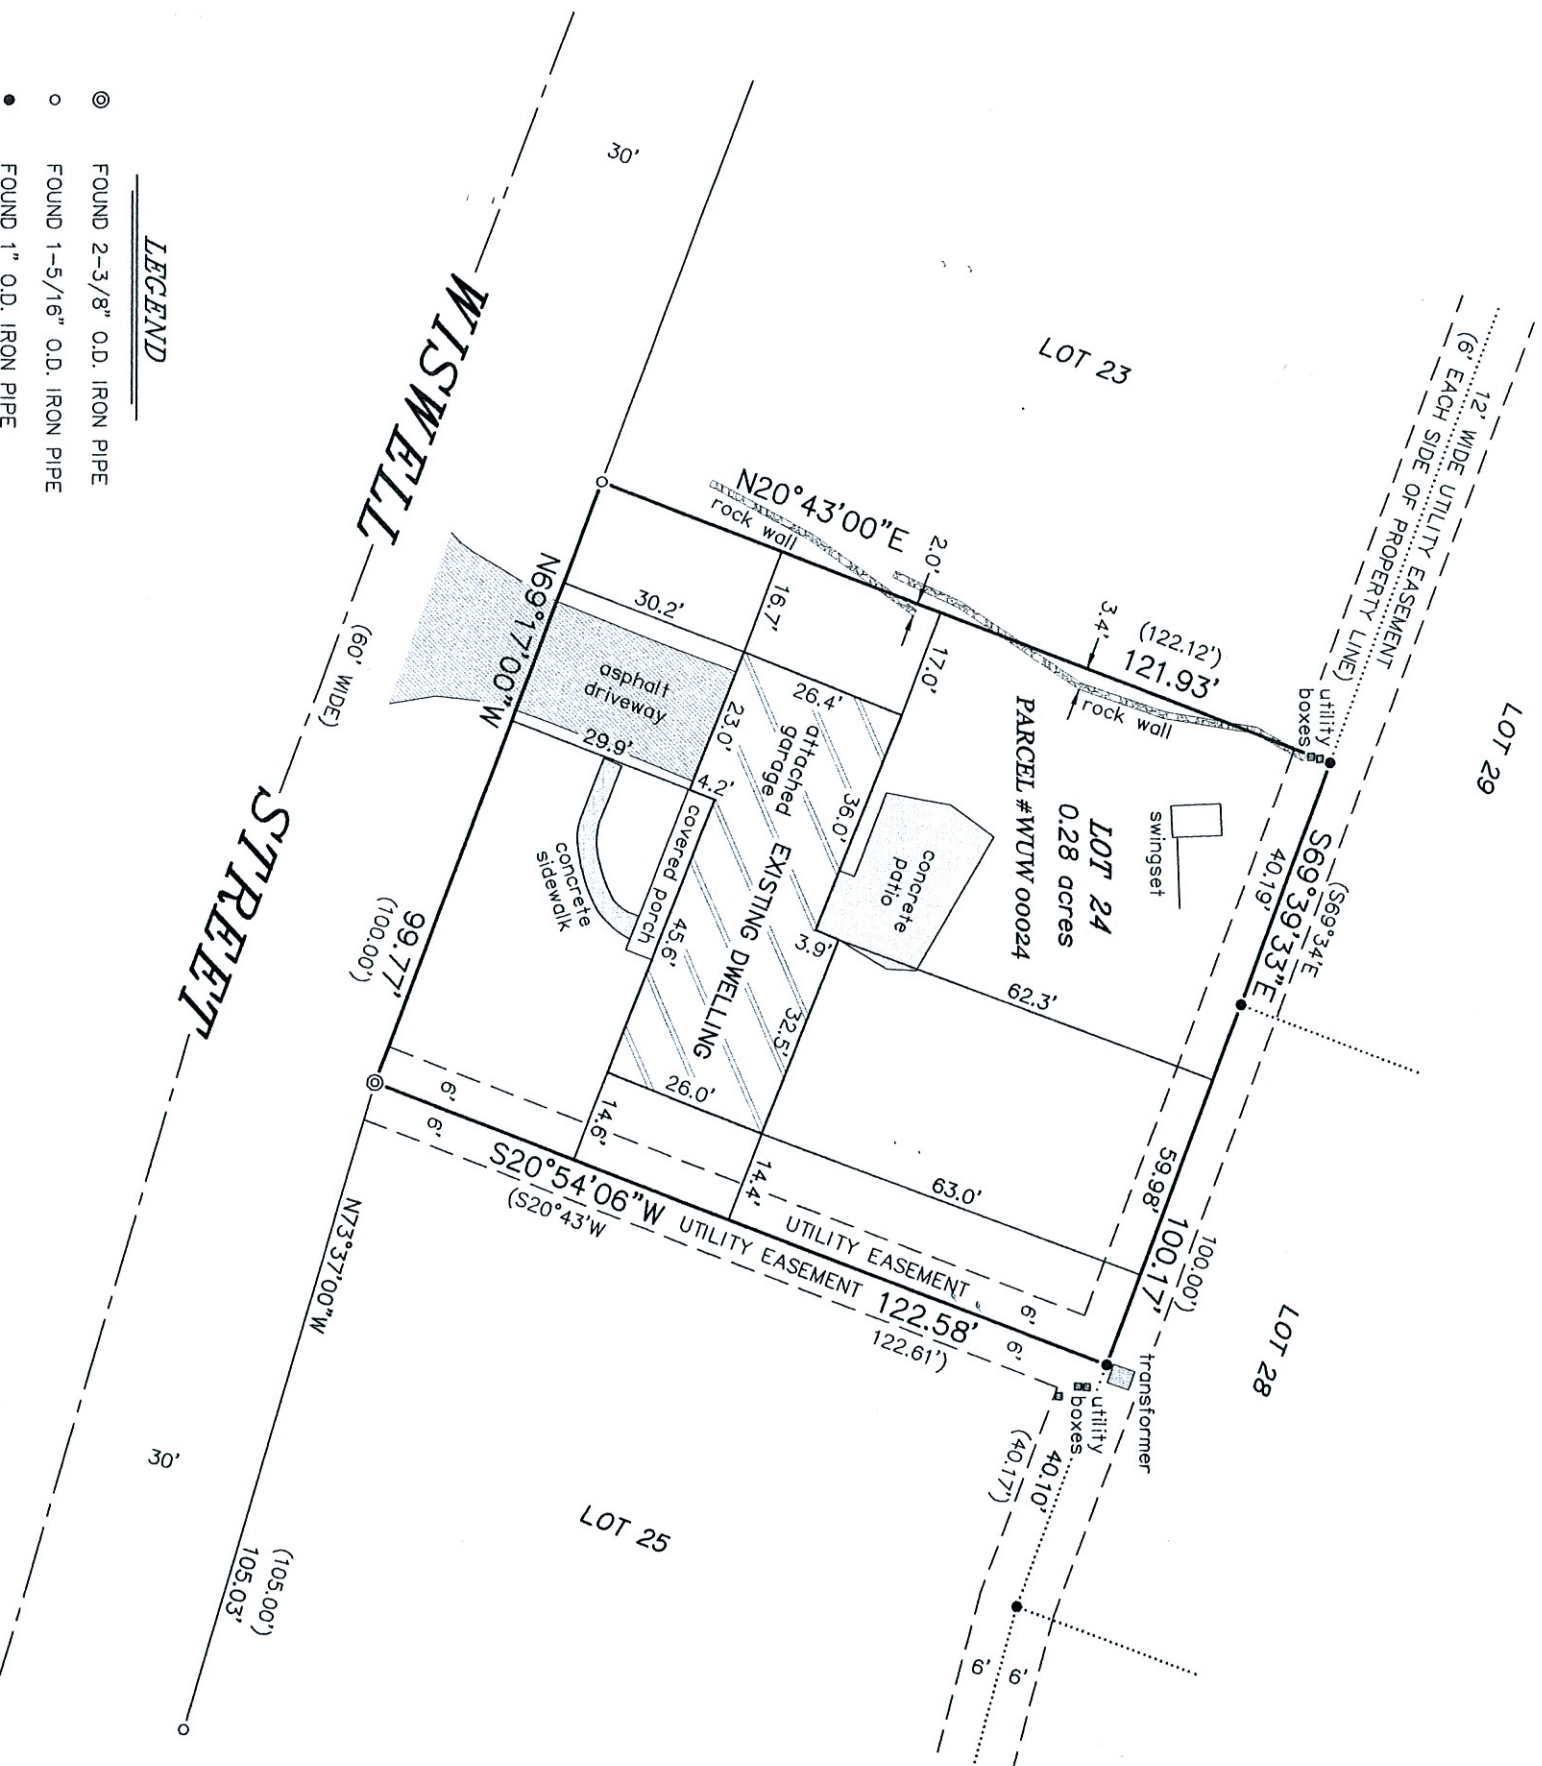 12' WIDE UTILITY EASEMENT
(6' EACH SIDE OF PROPERTY LINE)
LOT 29
LOT 28
LOT 23
LOT 25
30'
N20°43'00"E
rock wall
2.0'
3.4'
(122.12')
121.93'
rock wall
utility
boxes
S69°39'33"E
(S69°34'E
40.19'
59.98'
100.17'
100.00')
swingset
LOT 24
0.28 acres
PARCEL #WUW 00024
concrete
patio
16.7'
17.0'
30.2'
26.4'
23.0'
36.0'
attached
garage
EXISTING DWELLING
asphalt
driveway
29.9'
4.2'
covered porch
45.6'
3.9'
32.5'
26.0'
62.3'
63.0'
14.6'
14.4'
concrete
sidewalk
N69°17'00"W
99.77'
(100.00')
6'
6'
S20°54'06"W
(S20°43'W
UTILITY EASEMENT
UTILITY EASEMENT
122.58'
122.61')
6'
6'
transformer
utility
boxes
40.10'
(40.17')
6'
6'
WISWELL STREET
(60' WIDE)
N73°37'00"W
30'
(105.00')
105.03'
LEGEND
FOUND 2-3/8" O.D. IRON PIPE
FOUND 1-5/16" O.D. IRON PIPE
FOUND 1" O.D. IRON PIPE